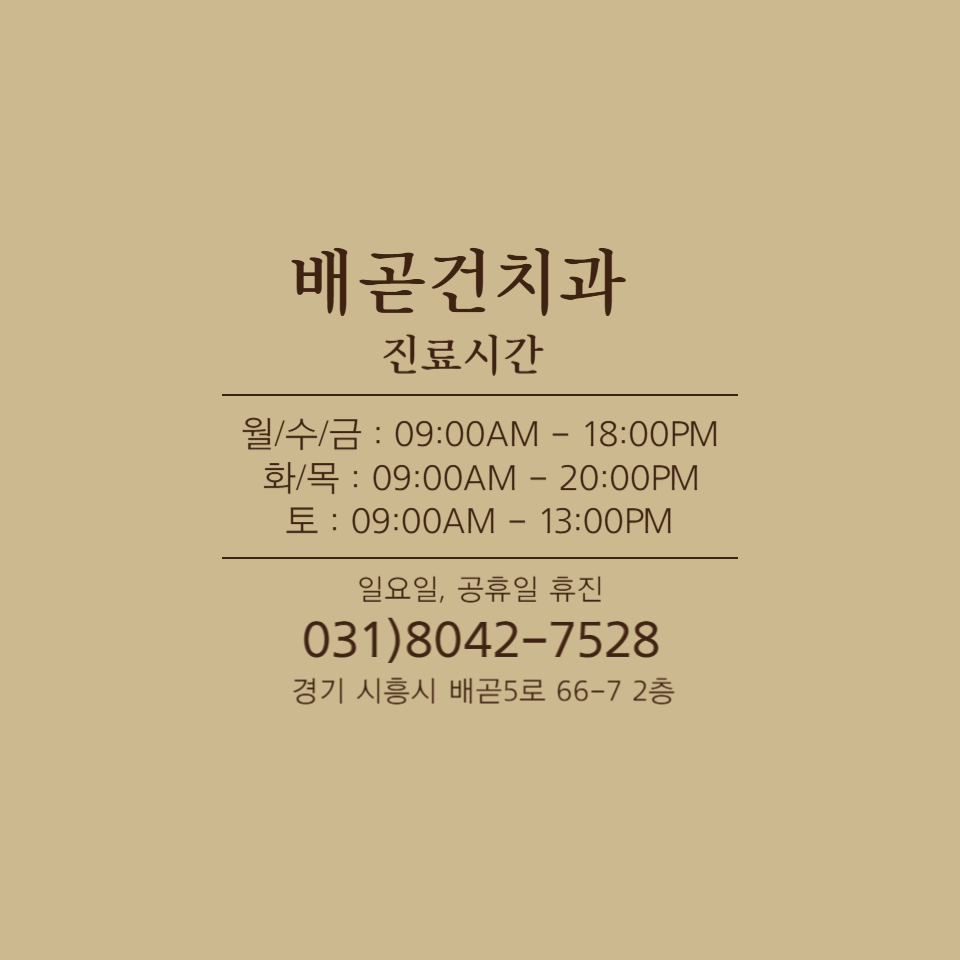 배곧건치과
진료시간
월/수/금 : 09:00AM - 18:00PM
화/목 : 09:00AM - 20:00PM
토 : 09:00AM - 13:00PM
일요일, 공휴일 휴진
031)8042-7528
경기 시흥시 배곧5로 66-7 2층